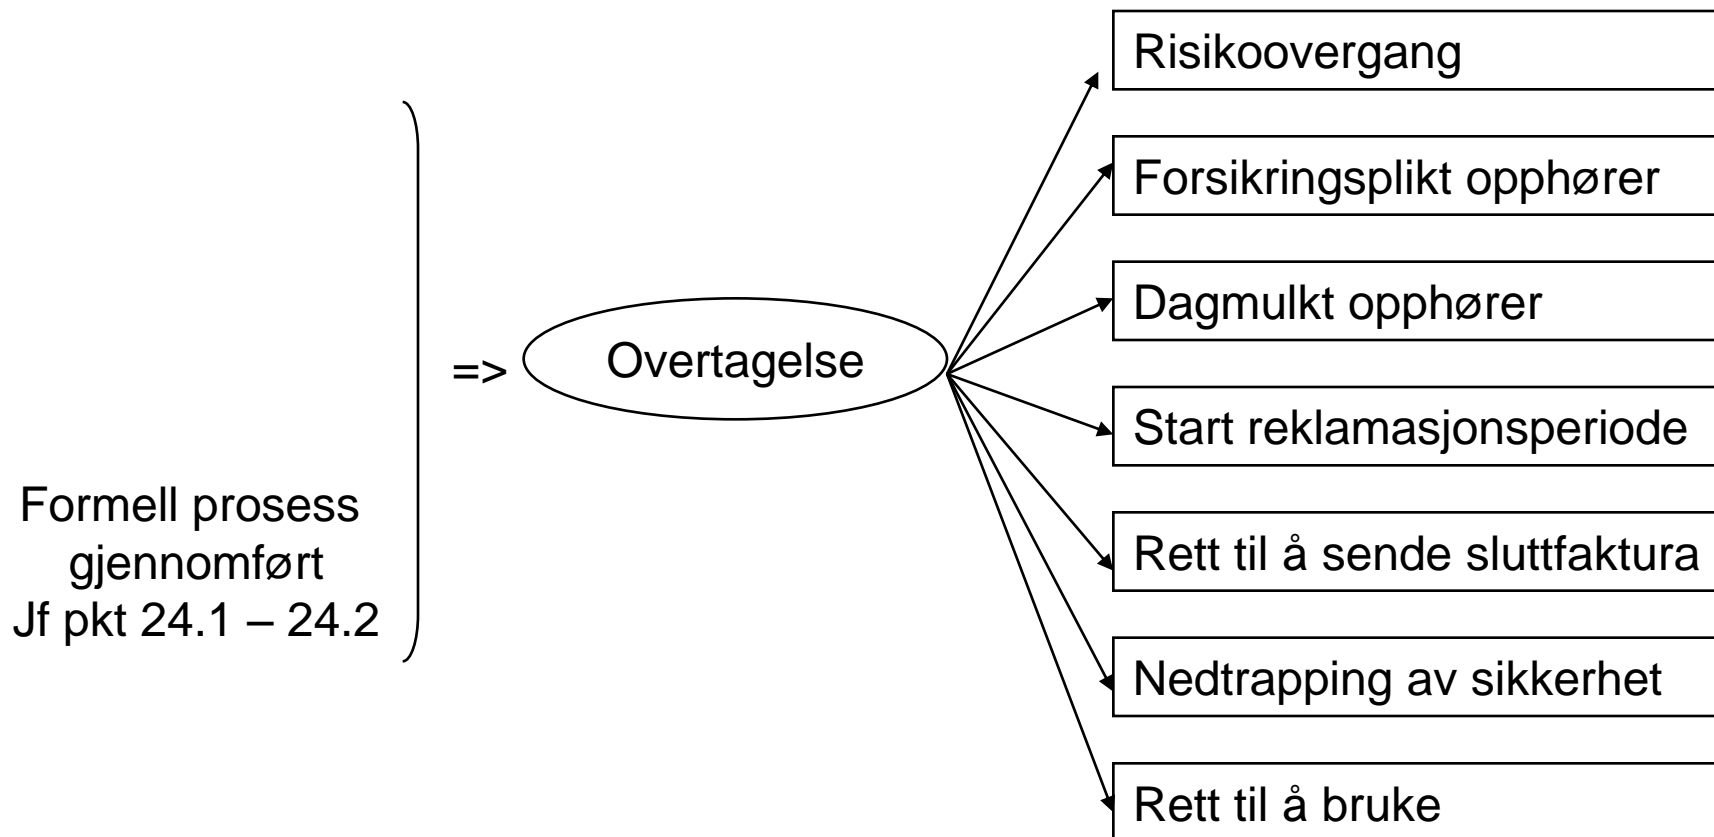 Formell prosess
gjennomført
Jf pkt 24.1 – 24.2
=>
Overtagelse
Risikoovergang
Forsikringsplikt opphører
Dagmulkt opphører
Start reklamasjonsperiode
Rett til å sende sluttfaktura
Nedtrapping av sikkerhet
Rett til å bruke